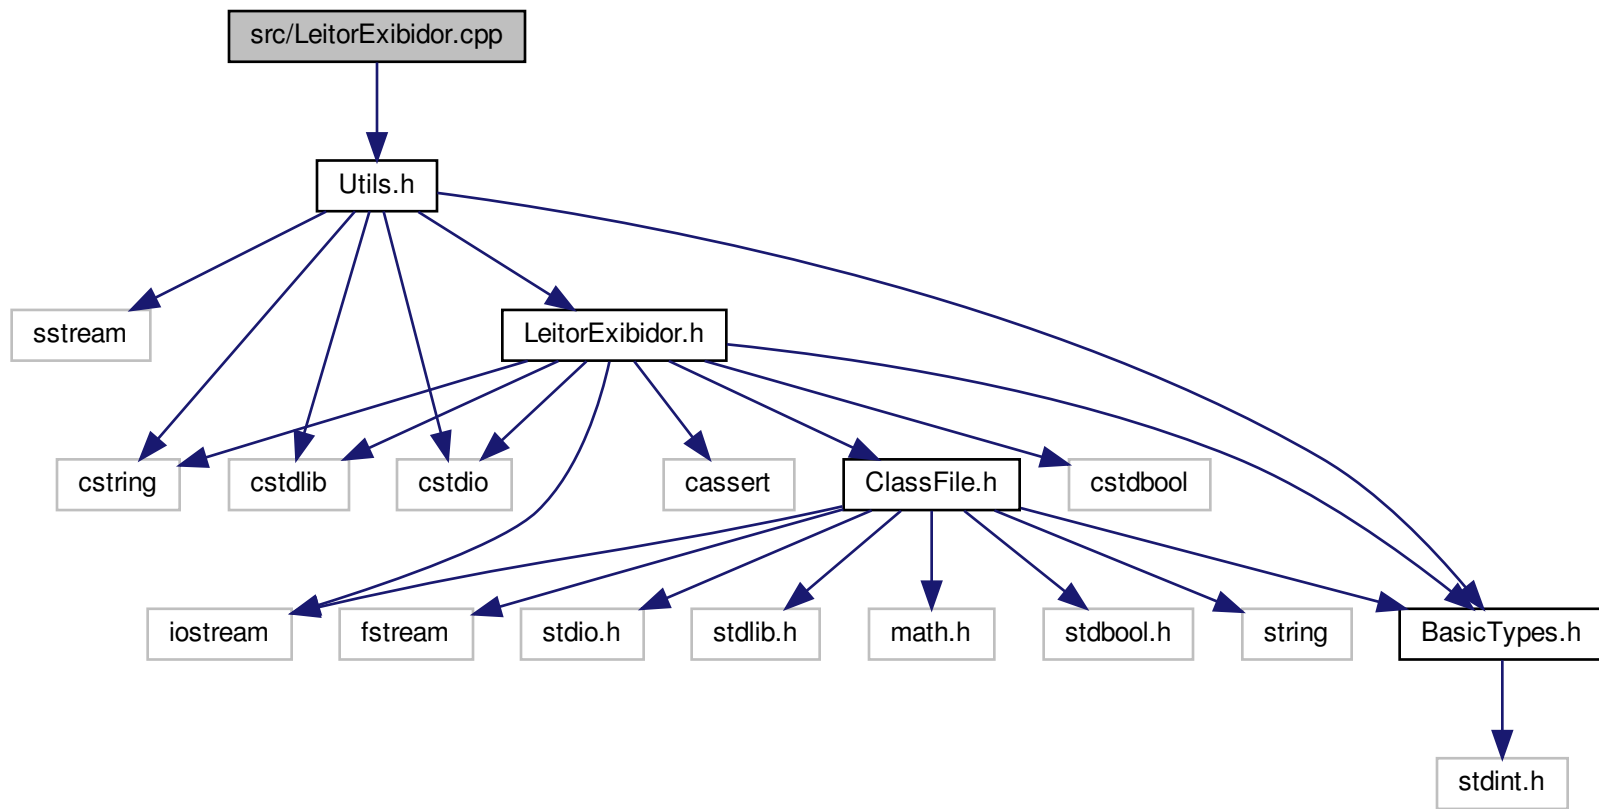 src/LeitorExibidor.cpp
Utils.h
sstream
LeitorExibidor.h
cstring
cstdlib
cstdio
cassert
ClassFile.h
cstdbool
iostream
fstream
stdio.h
stdlib.h
math.h
stdbool.h
string
BasicTypes.h
stdint.h